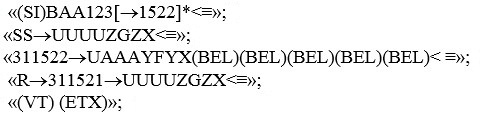 «(SI)BAA123[→1522]*<≡»;
«SS→UUUUZGZX<≡»;
«311522→UAAAYFYX(BEL)(BEL)(BEL)(BEL)(BEL)< ≡»;
«R→311521→UUUUZGZX<≡»;
«(VT) (ETX)»;